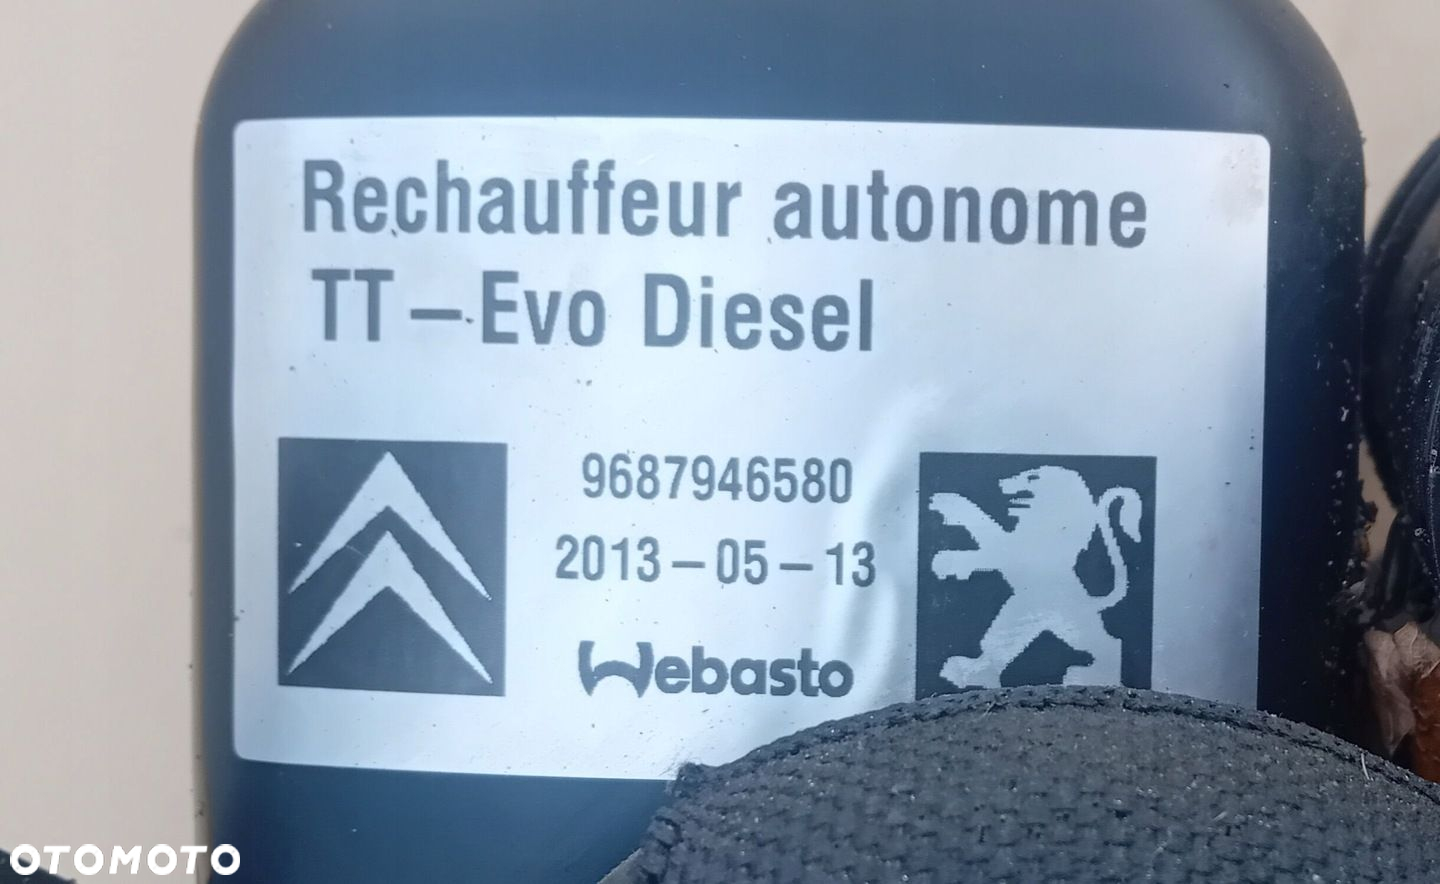 Rechauffeur autonome
TT - Evo Diesel
9687946580
2013 - 05 - 13
Webasto
OTOMOTO